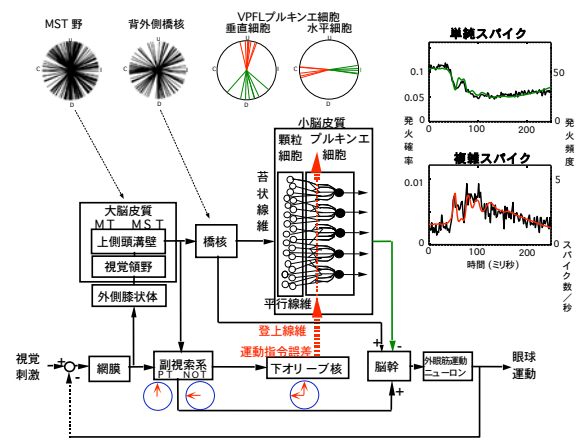 MST 野
背外側橋核
VPFLプルキンエ細胞
垂直細胞
水平細胞
U
C
I
D
U
C
I
D
U
C
I
D
U
C
I
D
単純スパイク
0.1
0.05
0
50
0
0
100
200
発火確率
発火頻度
複雑スパイク
0.01
0
5
0
0
100
200
時間 (ミリ秒)
スパイク数/秒
小脳皮質
顆粒細胞
プルキンエ細胞
苔状線維
平行線維
大脳皮質
MT MST
上側頭溝壁
視覚領野
外側膝状体
橋核
登上線維
運動指令誤差
視覚刺激
-
+
-
網膜
副視索系
PT NOT
下オリーブ核
+
-
+
脳幹
外眼筋運動
ニューロン
眼球
運動